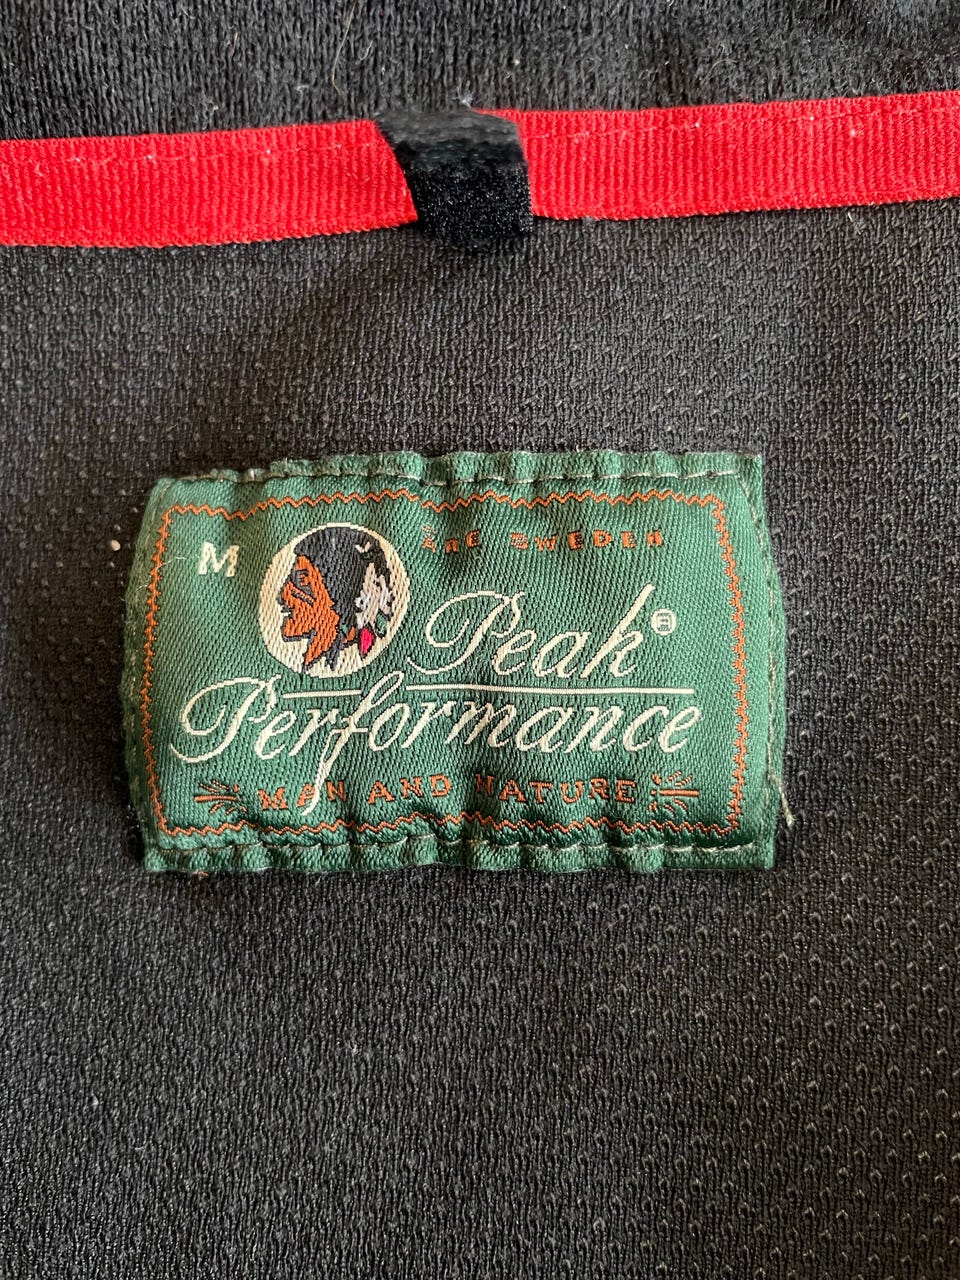 M
ÅRE SWEDEN
Peak®
Performance
MAN AND NATURE